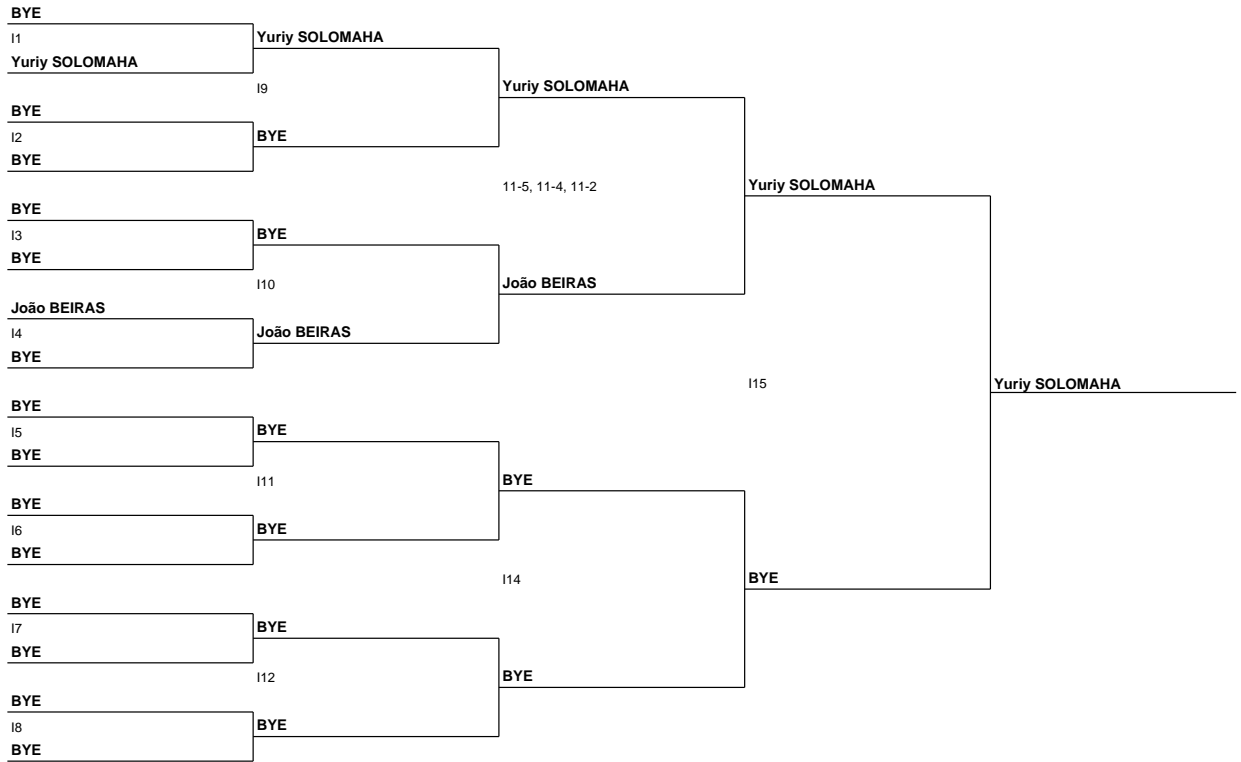 BYE
I1
Yuriy SOLOMAHA
BYE
I2
BYE
BYE
I3
BYE
João BEIRAS
I4
BYE
BYE
I5
BYE
BYE
I6
BYE
BYE
I7
BYE
BYE
I8
BYE
Yuriy SOLOMAHA
I9
BYE
BYE
I10
João BEIRAS
BYE
I11
BYE
BYE
I12
BYE
Yuriy SOLOMAHA
11-5, 11-4, 11-2
João BEIRAS
BYE
I14
BYE
Yuriy SOLOMAHA
I15
BYE
Yuriy SOLOMAHA